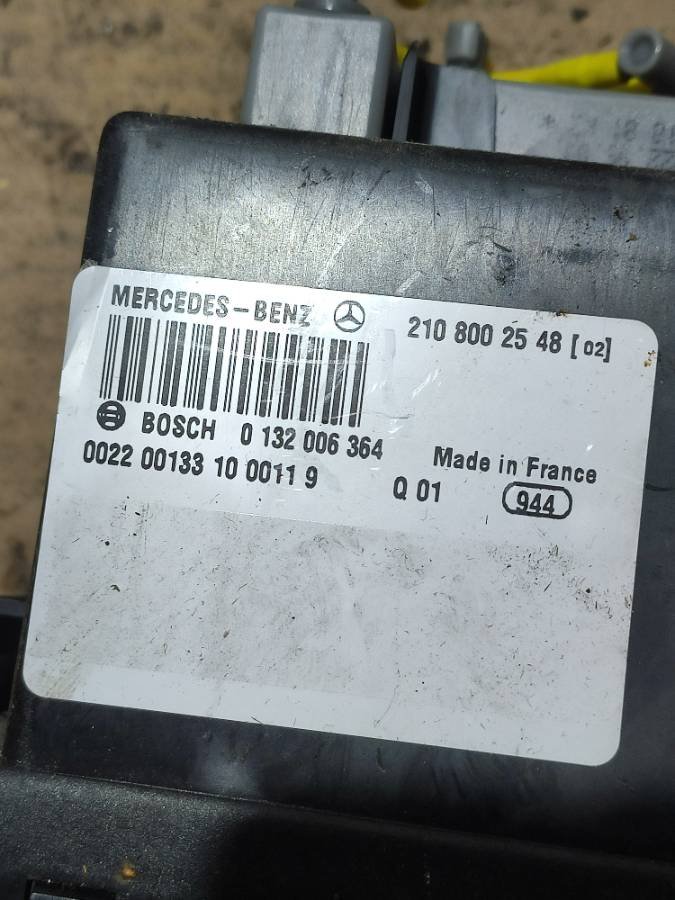 MERCEDES-BENZ 210 800 25 48 [02]
BOSCH 0 132 006 364
Made in France
0022 00133 10 0011 9 Q 01 944